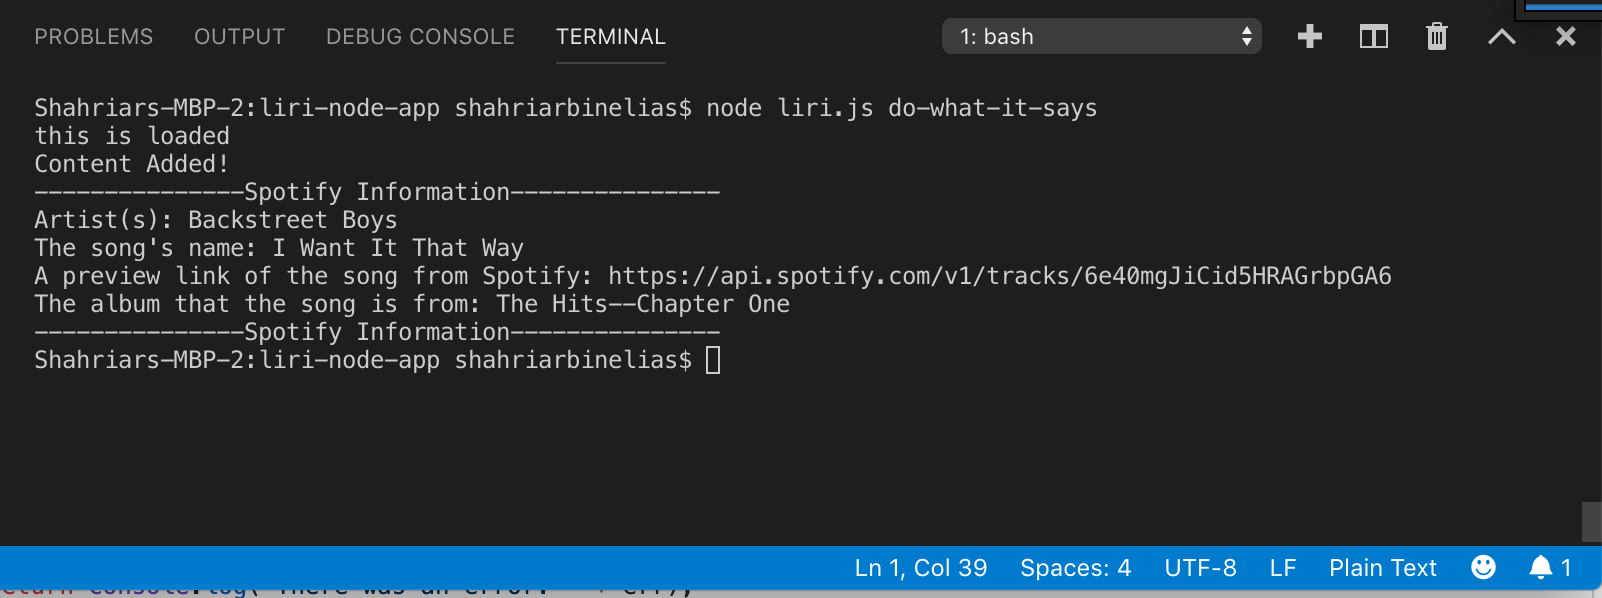 PROBLEMS OUTPUT DEBUG CONSOLE TERMINAL 1: bash
Shahriars-MBP-2:liri-node-app shahriarbinelias$ node liri.js do-what-it-says
this is loaded
Content Added!
---------------Spotify Information---------------
Artist(s): Backstreet Boys
The song's name: I Want It That Way
A preview link of the song from Spotify: https://api.spotify.com/v1/tracks/6e40mgJiCid5HRAGrbpGA6
The album that the song is from: The Hits--Chapter One
---------------Spotify Information---------------
Shahriars-MBP-2:liri-node-app shahriarbinelias$
Ln 1, Col 39 Spaces: 4 UTF-8 LF Plain Text 1